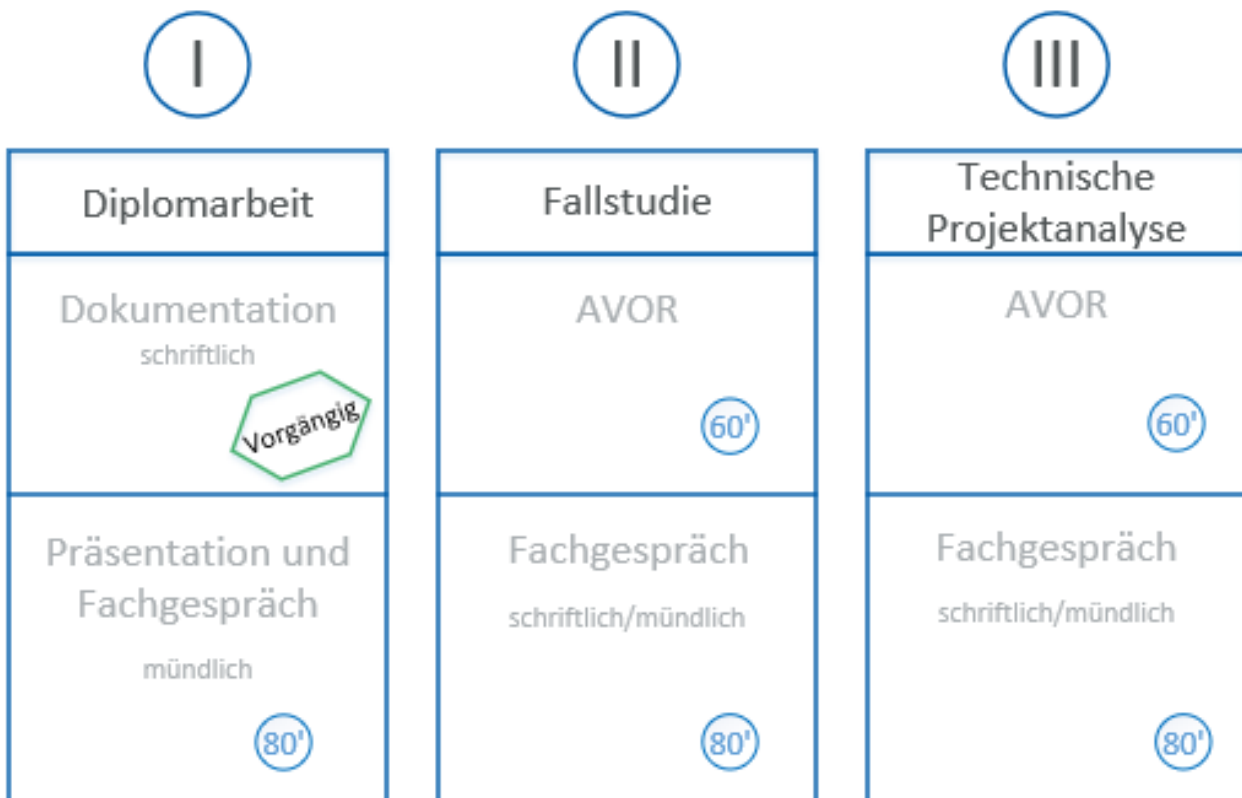 I
Diplomarbeit
Dokumentation
schriftlich
Vorgängig
Präsentation und
Fachgespräch
mündlich
80'
II
Fallstudie
AVOR
60'
Fachgespräch
schriftlich/mündlich
80'
III
Technische
Projektanalyse
AVOR
60'
Fachgespräch
schriftlich/mündlich
80'